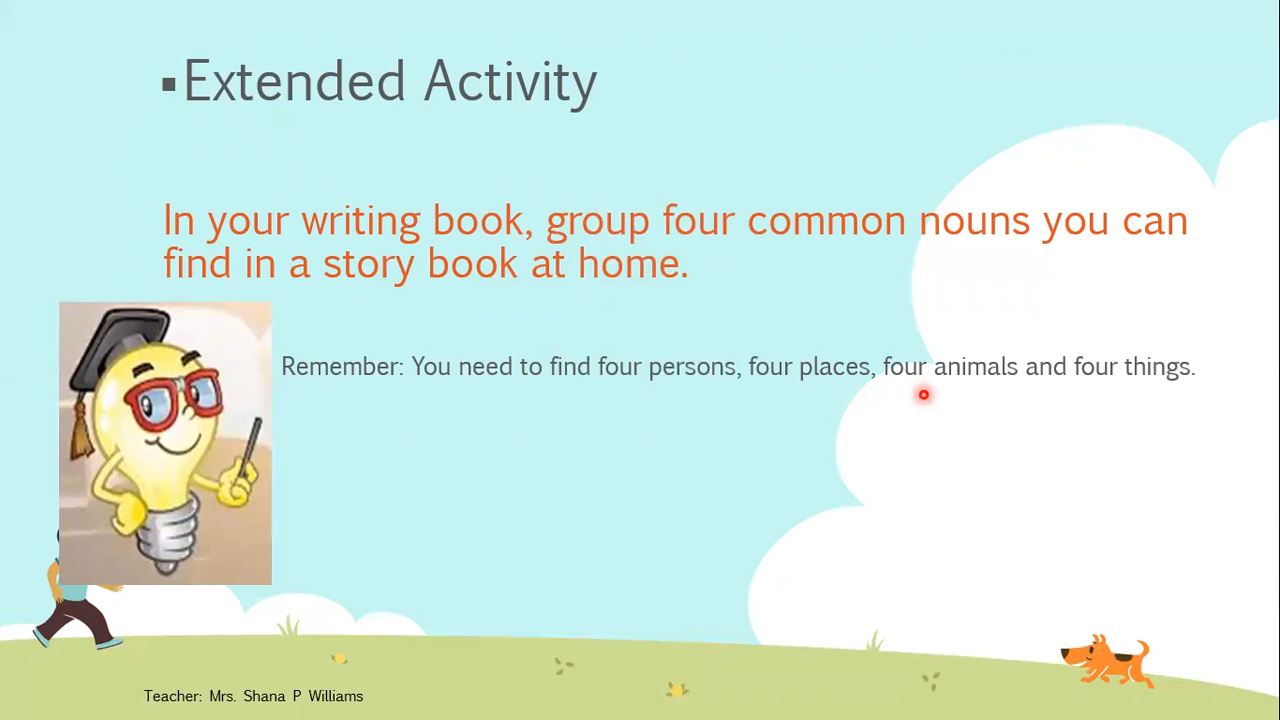 ▪Extended Activity
In your writing book, group four common nouns you can
find in a story book at home.
Remember: You need to find four persons, four places, four animals and four things.
Teacher: Mrs. Shana P Williams